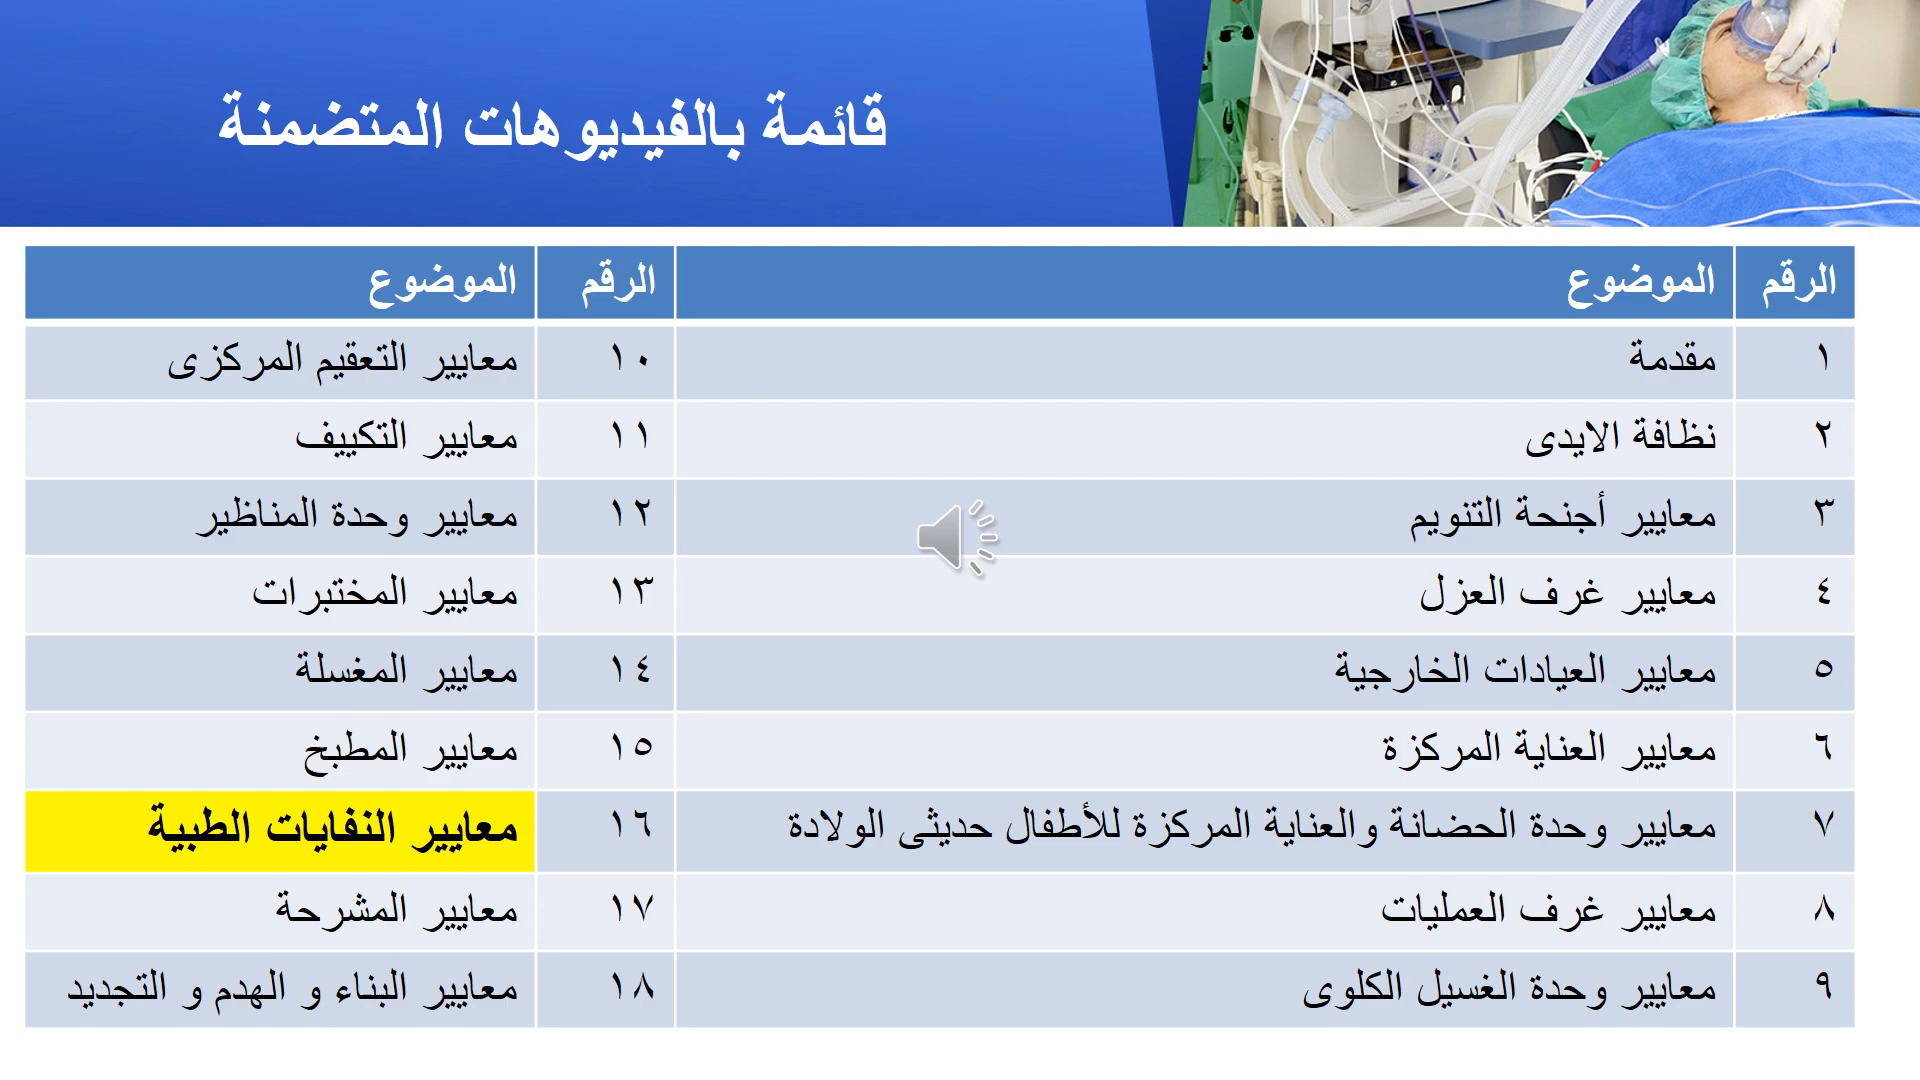 قائمة بالفيديوهات المتضمنة
الرقم الموضوع الرقم الموضوع
١ مقدمة ١٠ معايير التعقيم المركزى
٢ نظافة الايدى ١١ معايير التكييف
٣ معايير أجنحة التنويم ١٢ معايير وحدة المناظير
٤ معايير غرف العزل ١٣ معايير المختبرات
٥ معايير العيادات الخارجية ١٤ معايير المغسلة
٦ معايير العناية المركزة ١٥ معايير المطبخ
٧ معايير وحدة الحضانة والعناية المركزة للأطفال حديثى الولادة ١٦ معايير النفايات الطبية
٨ معايير غرف العمليات ١٧ معايير المشرحة
٩ معايير وحدة الغسيل الكلوى ١٨ معايير البناء و الهدم و التجديد